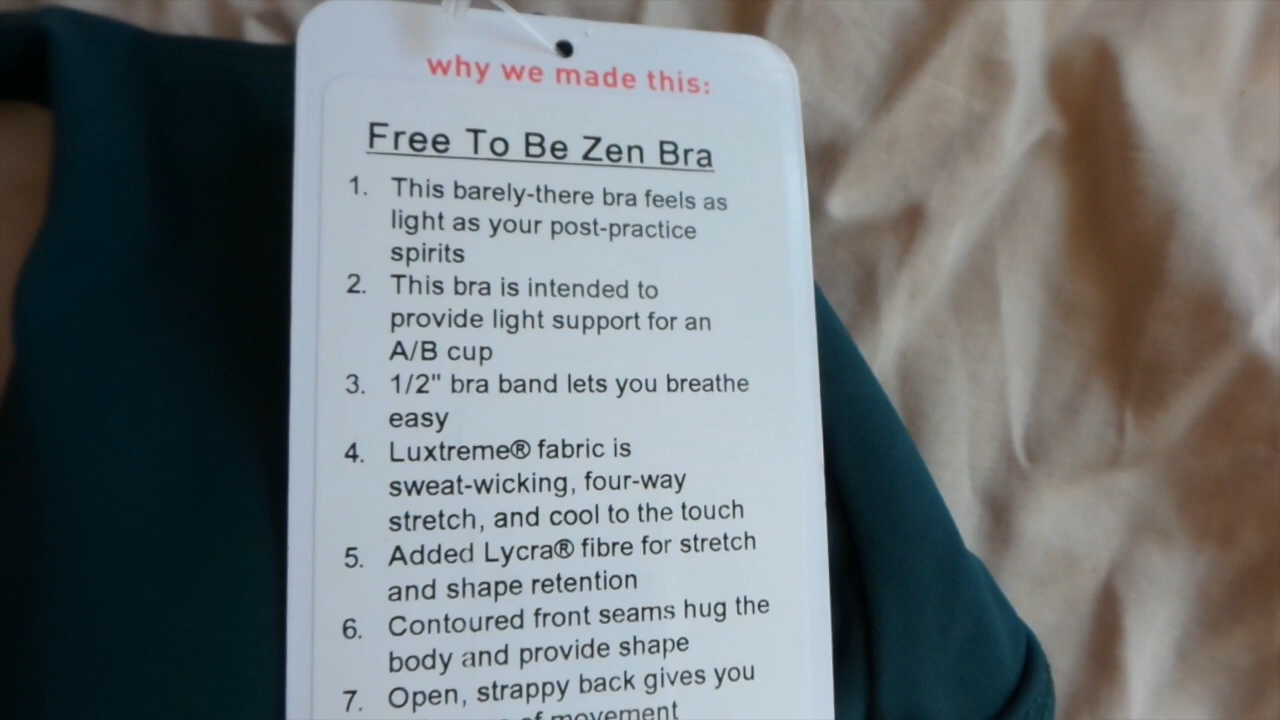 why we made this:
Free To Be Zen Bra
1. This barely-there bra feels as
light as your post-practice
spirits
2. This bra is intended to
provide light support for an
A/B cup
3. 1/2" bra band lets you breathe
easy
4. Luxtreme® fabric is
sweat-wicking, four-way
stretch, and cool to the touch
5. Added Lycra® fibre for stretch
and shape retention
6. Contoured front seams hug the
body and provide shape
7. Open, strappy back gives you
of movement